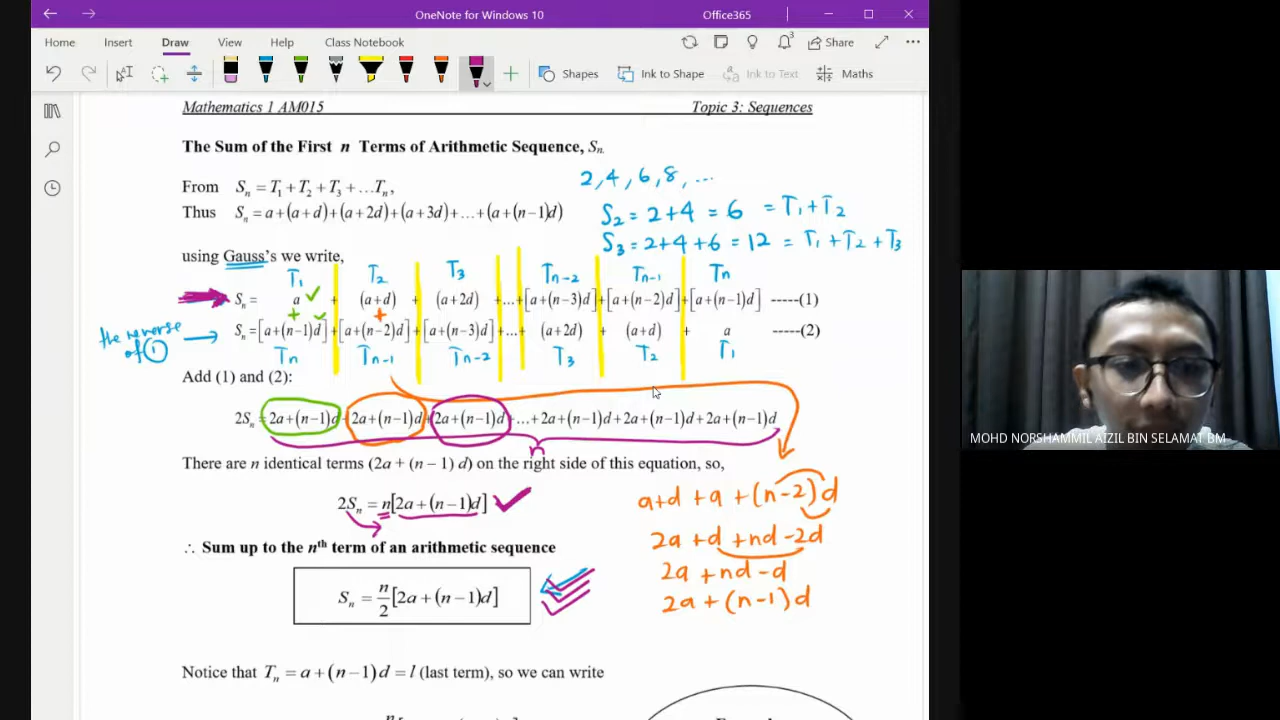 OneNote for Windows 10
Office365
Home Insert Draw View Help Class Notebook
Share
Shapes Ink to Shape Ink to Text Maths
Mathematics 1 AM015 Topic 3: Sequences
The Sum of the First n Terms of Arithmetic Sequence, Sₙ.
2, 4, 6, 8, ...
From Sₙ = T₁ + T₂ + T₃ + …Tₙ,
Thus Sₙ = a + (a + d) + (a + 2d) + (a + 3d) + … + (a + (n − 1)d)
S₂ = 2 + 4 = 6 = T₁ + T₂
S₃ = 2 + 4 + 6 = 12 = T₁ + T₂ + T₃
using Gauss's we write,
T₁ T₂ T₃ Tₙ₋₂ Tₙ₋₁ Tₙ
Sₙ = a + (a + d) + (a + 2d) + … + [a + (n − 3)d] + [a + (n − 2)d] + [a + (n − 1)d] -----(1)
+ +
the reverse of ①
Sₙ = [a + (n − 1)d] + [a + (n − 2)d] + [a + (n − 3)d] + … + (a + 2d) + (a + d) + a -----(2)
Tₙ Tₙ₋₁ Tₙ₋₂ T₃ T₂ T₁
Add (1) and (2):
2Sₙ = 2a + (n − 1)d + 2a + (n − 1)d + 2a + (n − 1)d + … + 2a + (n − 1)d + 2a + (n − 1)d + 2a + (n − 1)d
n
There are n identical terms (2a + (n − 1) d) on the right side of this equation, so,
2Sₙ = n[2a + (n − 1)d]
a + d + a + (n − 2)d
2a + d + nd − 2d
2a + nd − d
2a + (n − 1)d
∴ Sum up to the nᵗʰ term of an arithmetic sequence
Sₙ = n/2 [2a + (n − 1)d]
Notice that Tₙ = a + (n − 1)d = l (last term), so we can write
MOHD NORSHAMMIL AIZIL BIN SELAMAT BM